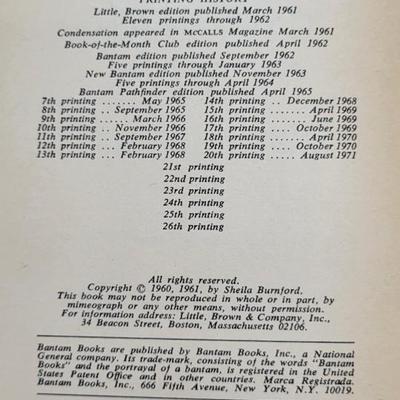 PRINTING HISTORY
Little, Brown edition published March 1961
Eleven printings through 1962
Condensation appeared in McCALLS Magazine March 1961
Book-of-the-Month Club edition published April 1962
Bantam edition published September 1962
Five printings through January 1963
New Bantam edition published November 1963
Five printings through April 1964
Bantam Pathfinder edition published April 1965
7th printing ....... May 1965 14th printing .. December 1968
8th printing .. September 1965 15th printing ...... April 1969
9th printing ..... March 1966 16th printing ....... June 1969
10th printing .. November 1966 17th printing .... October 1969
11th printing .. September 1967 18th printing ...... April 1970
12th printing ... February 1968 19th printing .... October 1970
13th printing ... February 1968 20th printing ..... August 1971
21st printing
22nd printing
23rd printing
24th printing
25th printing
26th printing
All rights reserved.
Copyright © 1960, 1961, by Sheila Burnford.
This book may not be reproduced in whole or in part, by
mimeograph or any other means, without permission.
For information address: Little, Brown & Company, Inc.,
34 Beacon Street, Boston, Massachusetts 02106.
Bantam Books are published by Bantam Books, Inc., a National
General company. Its trade-mark, consisting of the words "Bantam
Books" and the portrayal of a bantam, is registered in the United
States Patent Office and in other countries. Marca Registrada.
Bantam Books, Inc., 666 Fifth Avenue, New York, N.Y. 10019.